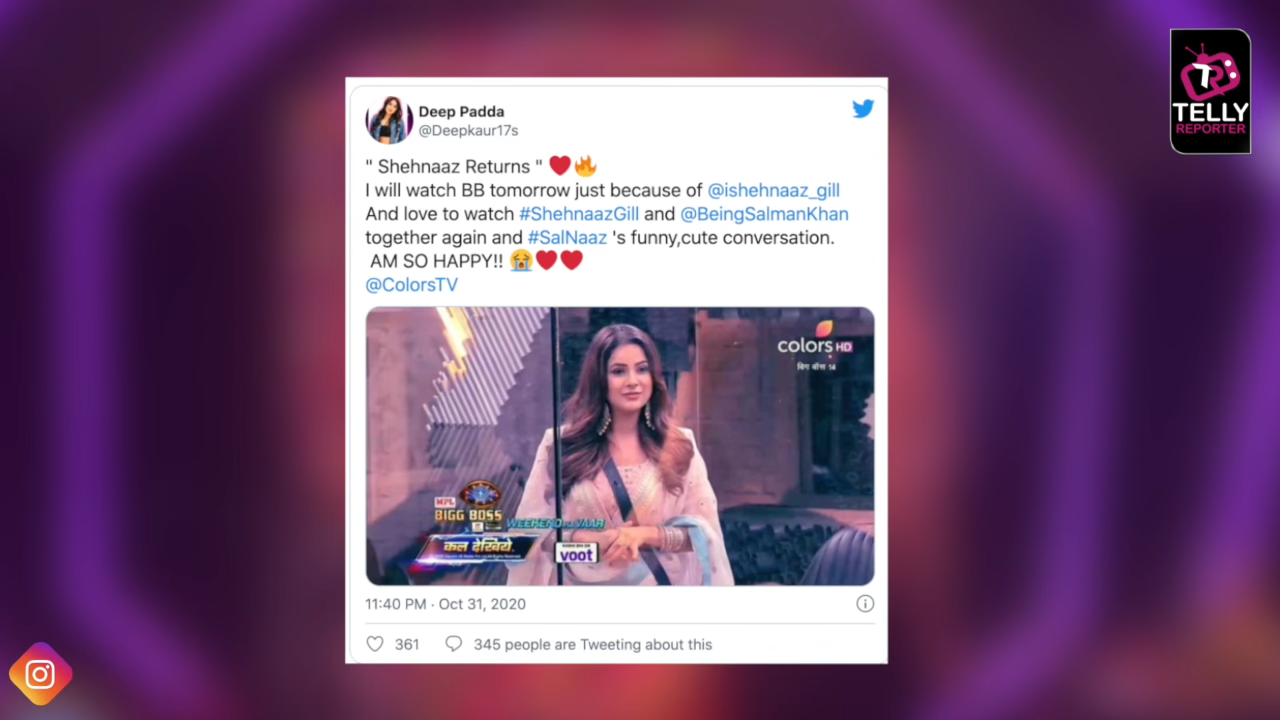 TELLY
REPORTER
Deep Padda
@Deepkaur17s
" Shehnaaz Returns " ❤️🔥
I will watch BB tomorrow just because of @ishehnaaz_gill
And love to watch #ShehnaazGill and @BeingSalmanKhan
together again and #SalNaaz 's funny,cute conversation.
AM SO HAPPY!! 😭❤️❤️
@ColorsTV
colors HD
बिग बॉस 14
MPL
BIGG BOSS
WEEKEND KA VAAR
कल देखिये.
voot
11:40 PM · Oct 31, 2020
361 345 people are Tweeting about this